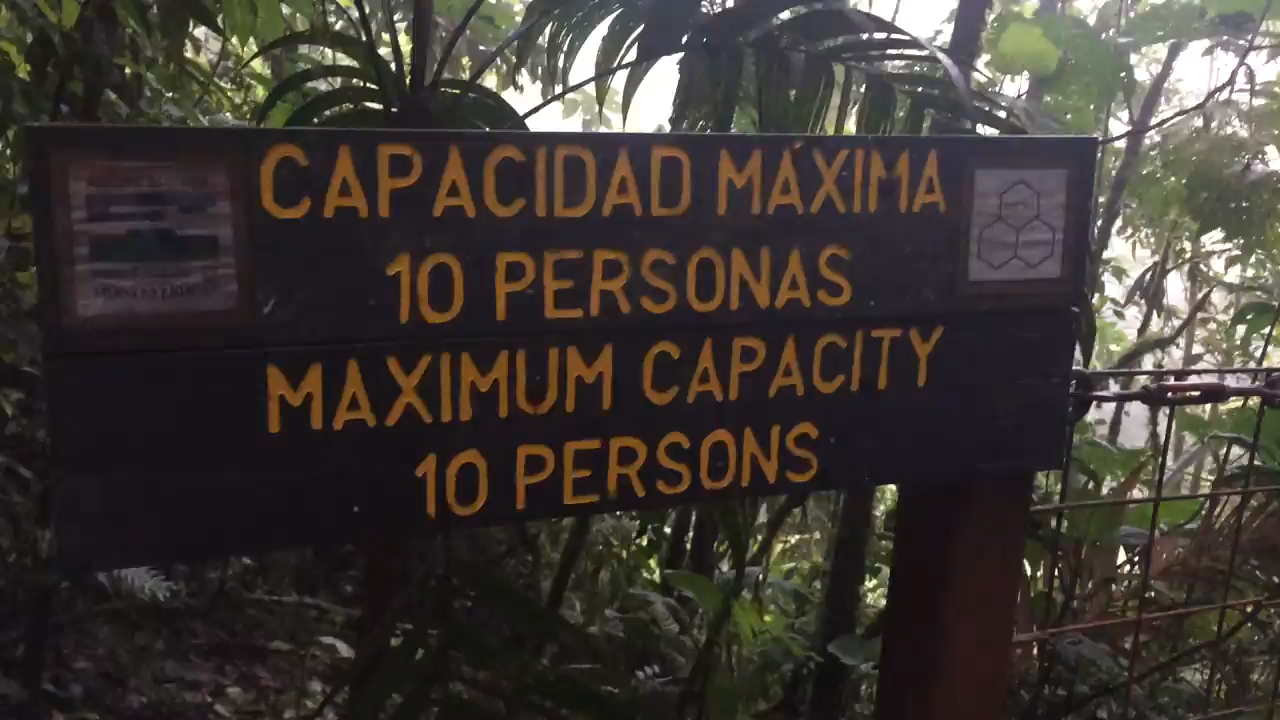 CAPACIDAD MÁXIMA
10 PERSONAS
MAXIMUM CAPACITY
10 PERSONS